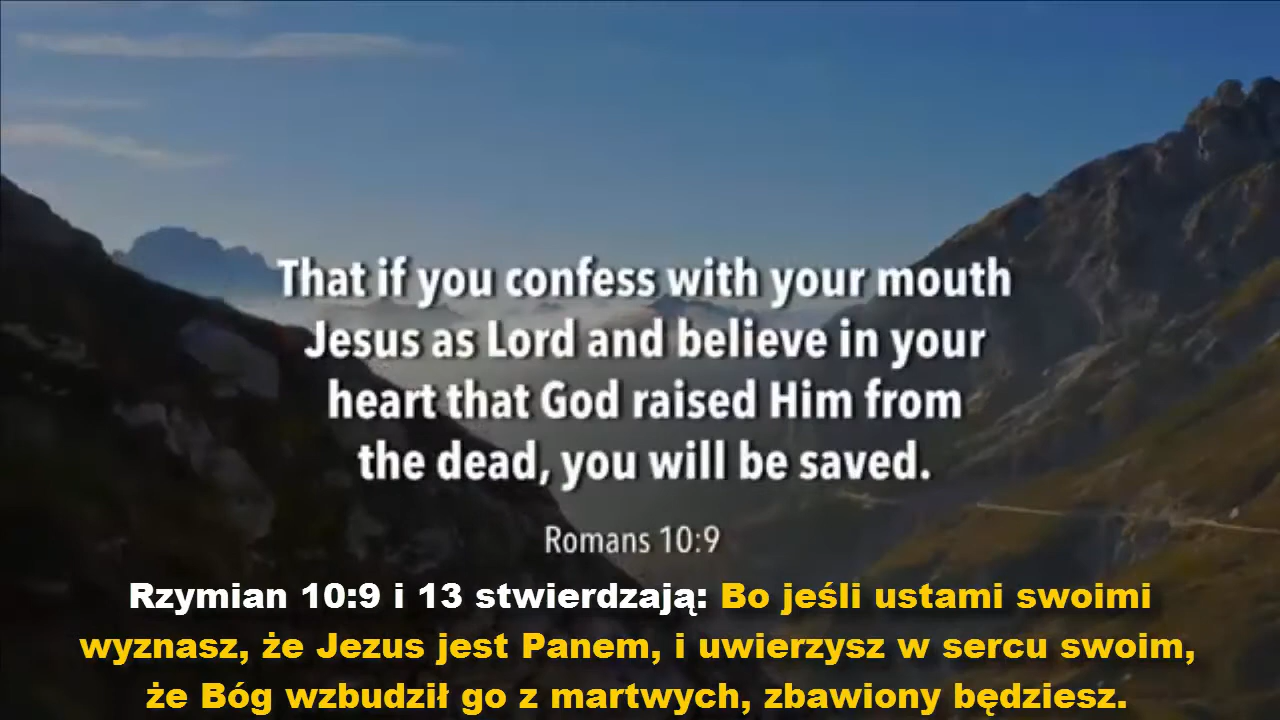 That if you confess with your mouth
Jesus as Lord and believe in your
heart that God raised Him from
the dead, you will be saved.
Romans 10:9
Rzymian 10:9 i 13 stwierdzają: Bo jeśli ustami swoimi
wyznasz, że Jezus jest Panem, i uwierzysz w sercu swoim,
że Bóg wzbudził go z martwych, zbawiony będziesz.